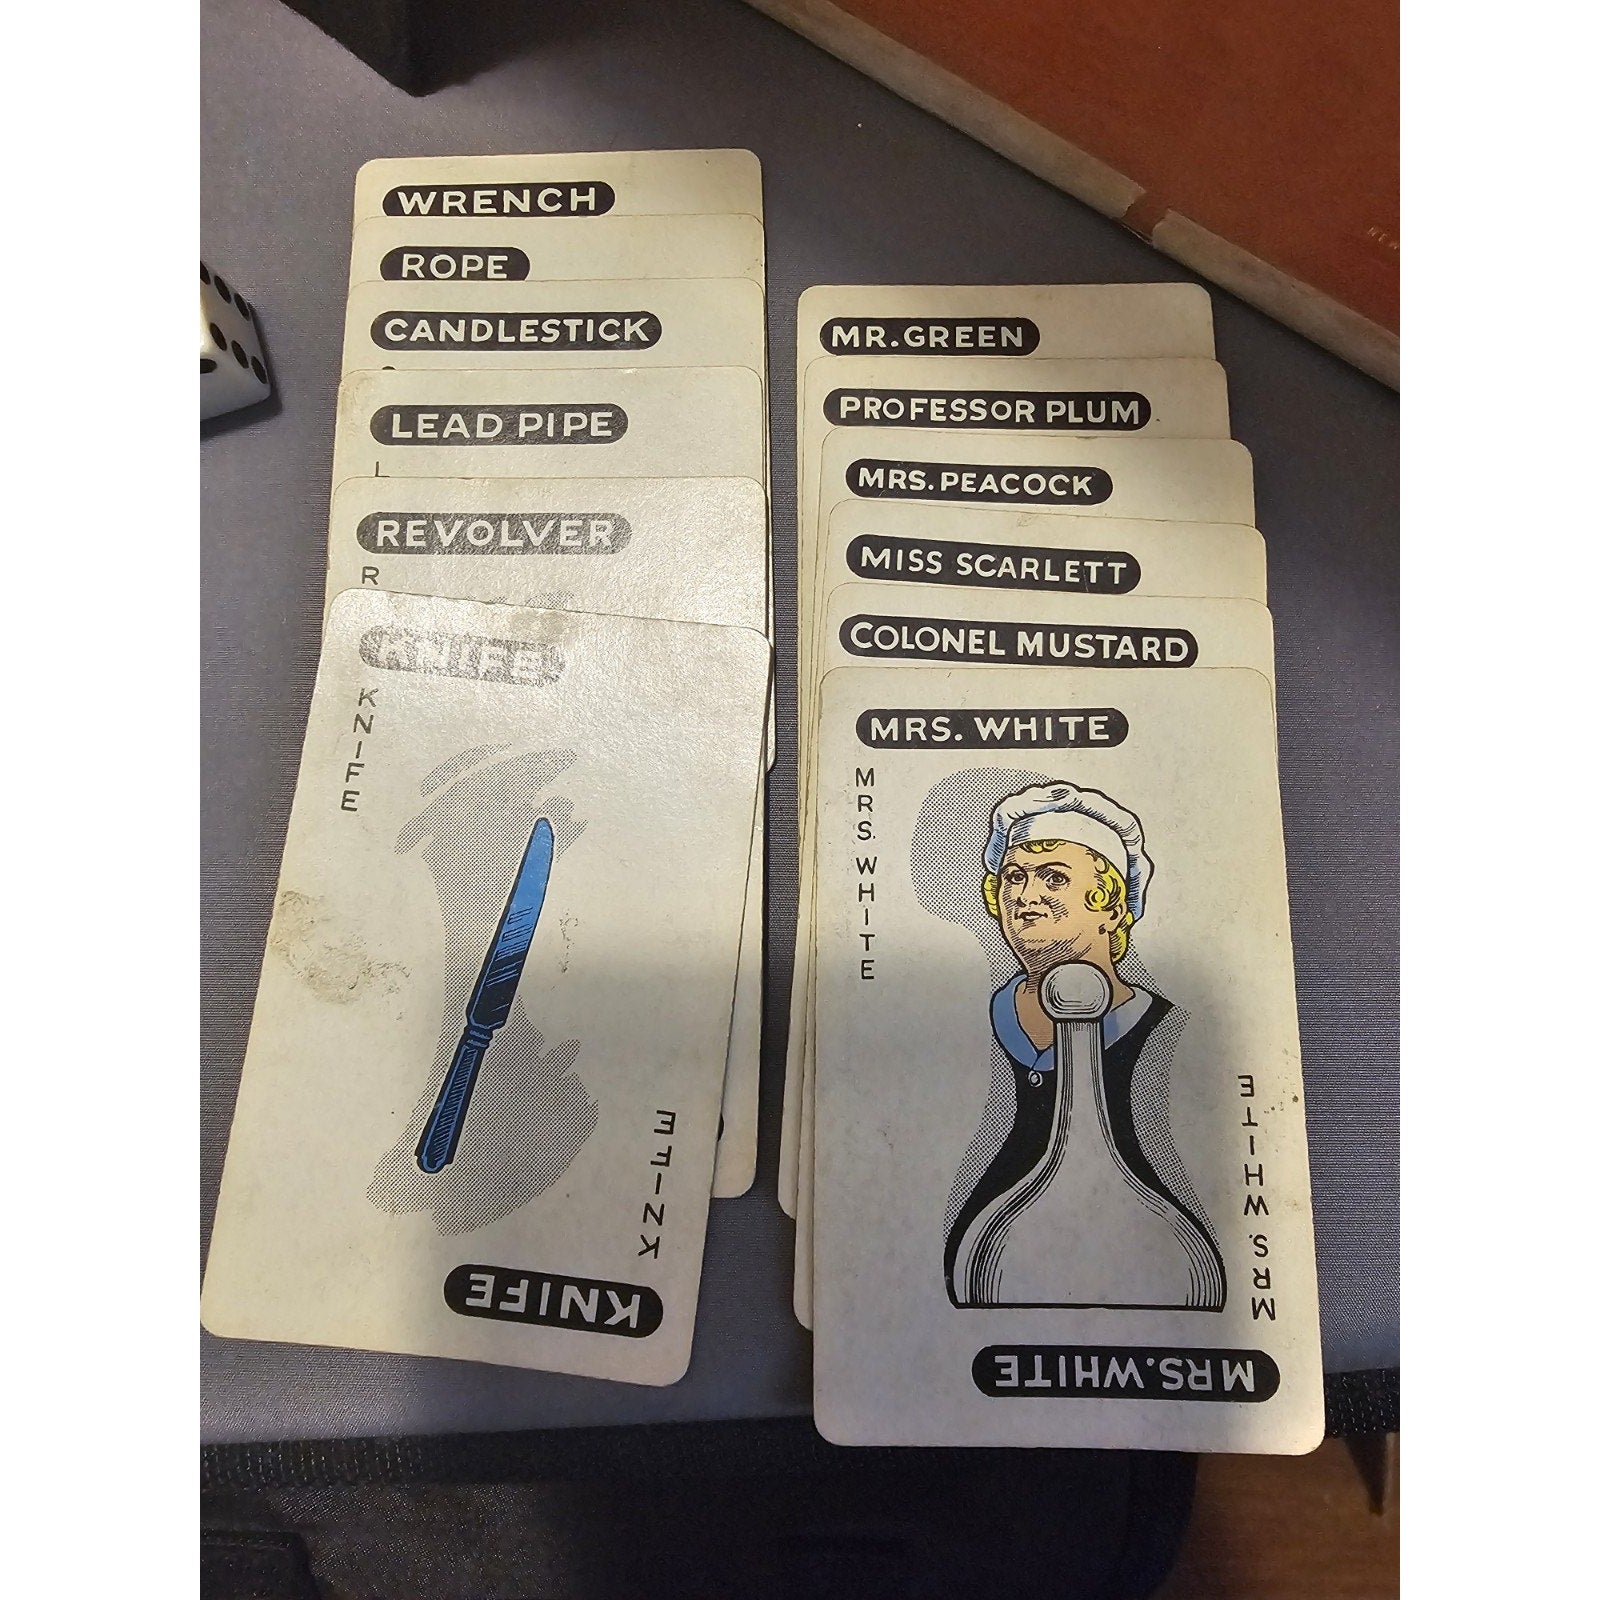 WRENCH
ROPE
CANDLESTICK
LEAD PIPE
L
REVOLVER
R
KNIFE
KNIFE
KNIFE
KNIFE
MR. GREEN
PROFESSOR PLUM
MRS. PEACOCK
MISS SCARLETT
COLONEL MUSTARD
MRS. WHITE
MRS. WHITE
MRS. WHITE
MRS. WHITE